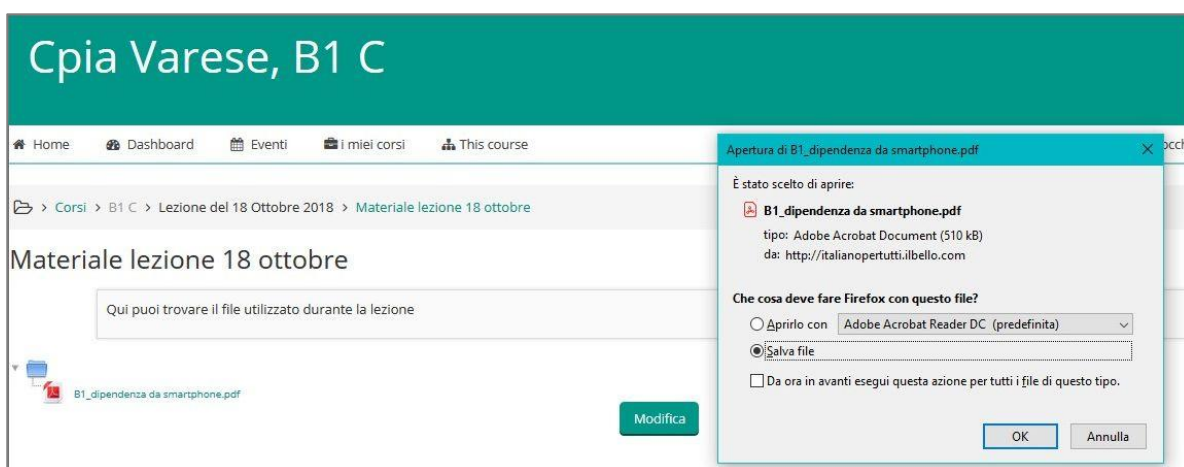 Cpia Varese, B1 C
Home Dashboard Eventi i miei corsi This course
> Corsi > B1 C > Lezione del 18 Ottobre 2018 > Materiale lezione 18 ottobre
Materiale lezione 18 ottobre
Qui puoi trovare il file utilizzato durante la lezione
B1_dipendenza da smartphone.pdf
Modifica
Apertura di B1_dipendenza da smartphone.pdf
È stato scelto di aprire:
B1_dipendenza da smartphone.pdf
tipo: Adobe Acrobat Document (510 kB)
da: http://italianopertutti.ilbello.com
Che cosa deve fare Firefox con questo file?
Aprirlo con Adobe Acrobat Reader DC (predefinita)
Salva file
Da ora in avanti esegui questa azione per tutti i file di questo tipo.
OK Annulla